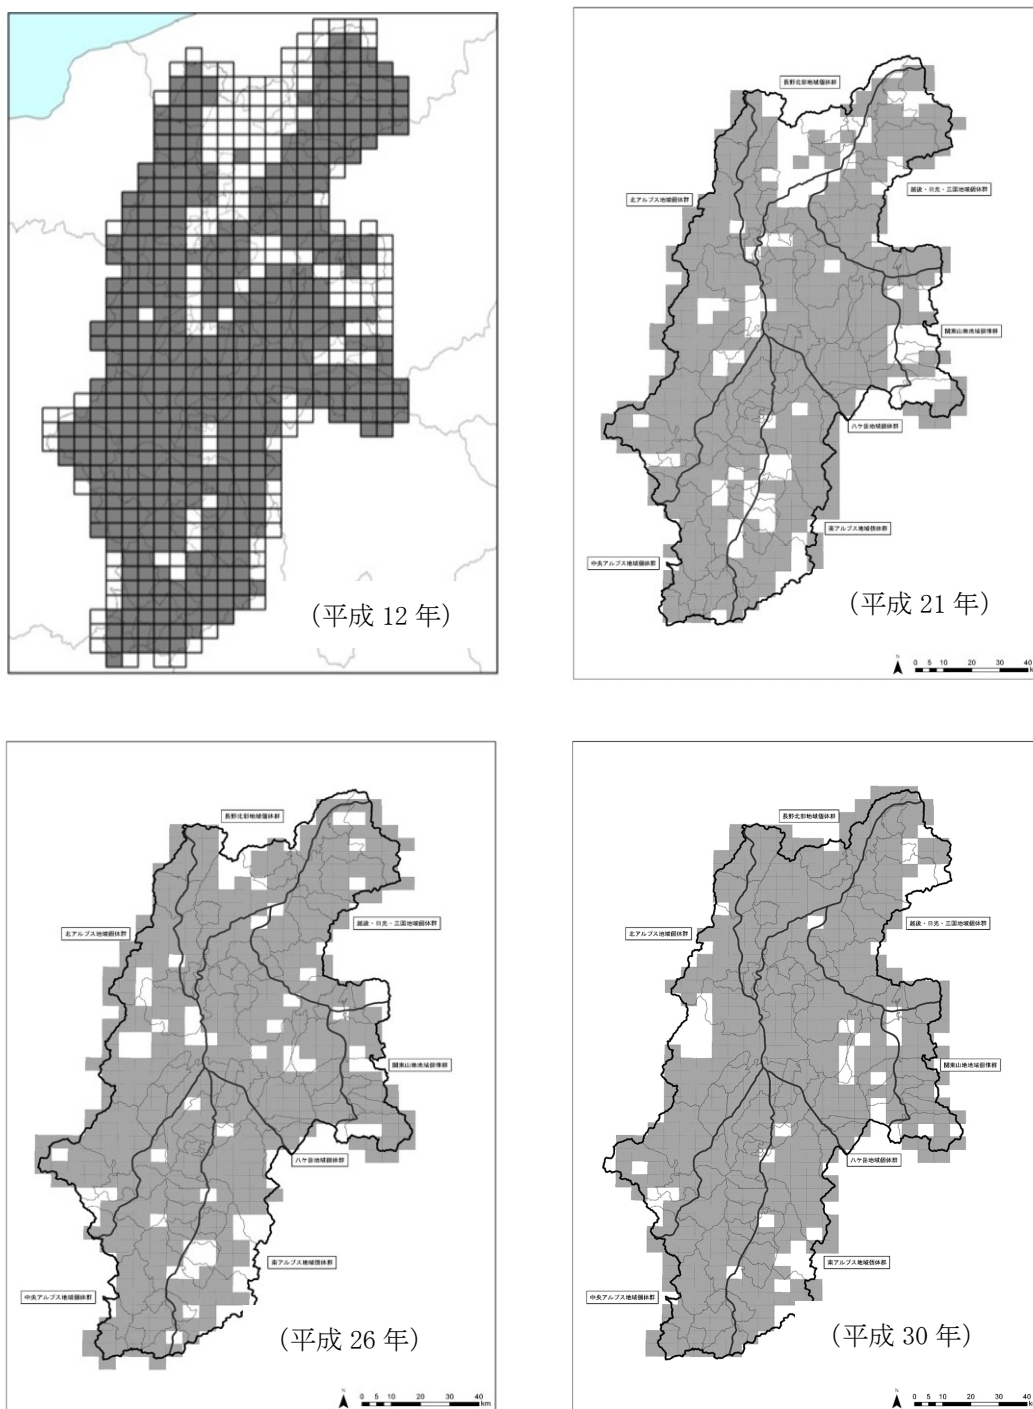 (平成 12 年)
長野北部地域個体群
越後・日光・三国地域個体群
北アルプス地域個体群
関東山地地域個体群
八ケ岳地域個体群
南アルプス地域個体群
中央アルプス地域個体群
(平成 21 年)
N
0 5 10 20 30 40
長野北部地域個体群
越後・日光・三国地域個体群
北アルプス地域個体群
関東山地地域個体群
八ケ岳地域個体群
南アルプス地域個体群
中央アルプス地域個体群
(平成 26 年)
N
0 5 10 20 30 40
km
長野北部地域個体群
越後・日光・三国地域個体群
北アルプス地域個体群
関東山地地域個体群
八ケ岳地域個体群
南アルプス地域個体群
中央アルプス地域個体群
(平成 30 年)
N
0 5 10 20 30 40